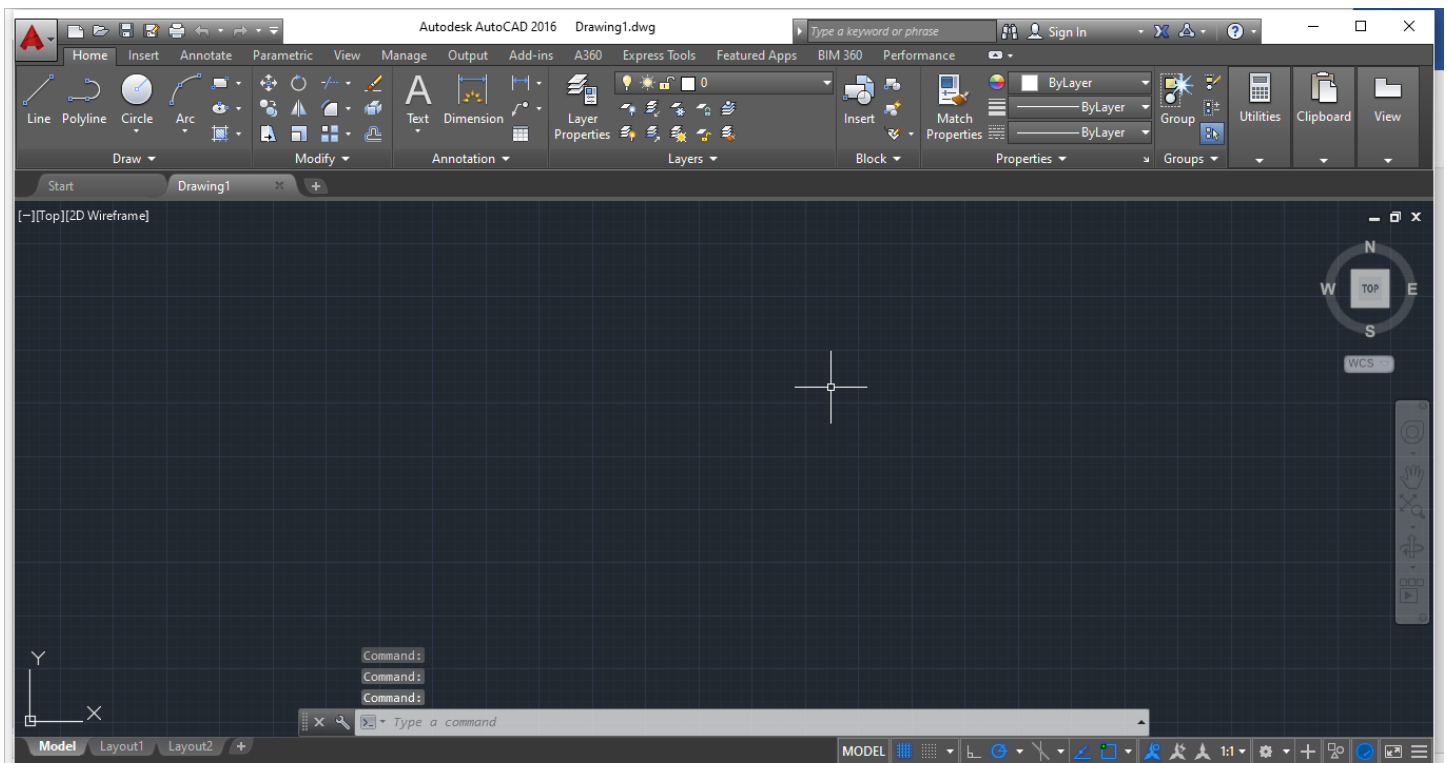 Autodesk AutoCAD 2016 Drawing1.dwg Type a keyword or phrase Sign In
Home Insert Annotate Parametric View Manage Output Add-ins A360 Express Tools Featured Apps BIM 360 Performance
0 ByLayer
ByLayer
ByLayer
Line Polyline Circle Arc Text Dimension Layer Properties Insert Match Properties Group Utilities Clipboard View
Draw Modify Annotation Layers Block Properties Groups
Start Drawing1
[−][Top][2D Wireframe]
N
W TOP E
S
WCS
Y
X
Command:
Command:
Command:
Type a command
Model Layout1 Layout2 MODEL 1:1